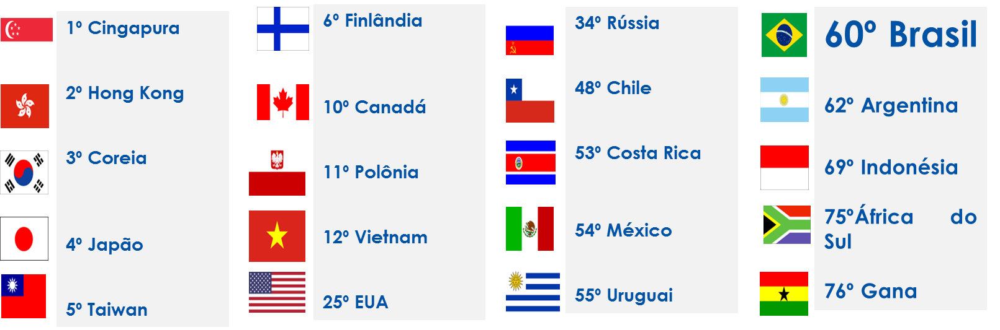 1º Cingapura
2º Hong Kong
3º Coreia
4º Japão
5º Taiwan
6º Finlândia
10º Canadá
11º Polônia
12º Vietnam
25º EUA
34º Rússia
48º Chile
53º Costa Rica
54º México
55º Uruguai
60º Brasil
62º Argentina
69º Indonésia
75ºÁfrica do
Sul
76º Gana